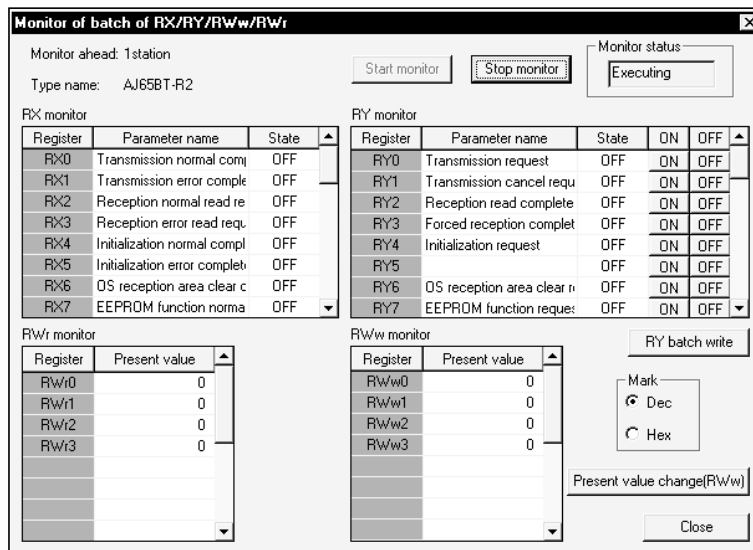 Monitor of batch of RX/RY/RWw/RWr
Monitor ahead: 1station
Type name: AJ65BT-R2
Start monitor
Stop monitor
Monitor status
Executing
RX monitor
Register Parameter name State
RX0 Transmission normal com OFF
RX1 Transmission error comple OFF
RX2 Reception normal read re OFF
RX3 Reception error read requ OFF
RX4 Initialization normal compl OFF
RX5 Initialization error complet OFF
RX6 OS reception area clear c OFF
RX7 EEPROM function norma OFF
RY monitor
Register Parameter name State ON OFF
RY0 Transmission request OFF ON OFF
RY1 Transmission cancel requ OFF ON OFF
RY2 Reception read complete OFF ON OFF
RY3 Forced reception complet OFF ON OFF
RY4 Initialization request OFF ON OFF
RY5 OFF ON OFF
RY6 OS reception area clear r OFF ON OFF
RY7 EEPROM function reques OFF ON OFF
RWr monitor
Register Present value
RWr0 0
RWr1 0
RWr2 0
RWr3 0
RWw monitor
Register Present value
RWw0 0
RWw1 0
RWw2 0
RWw3 0
RY batch write
Mark
Dec
Hex
Present value change(RWw)
Close